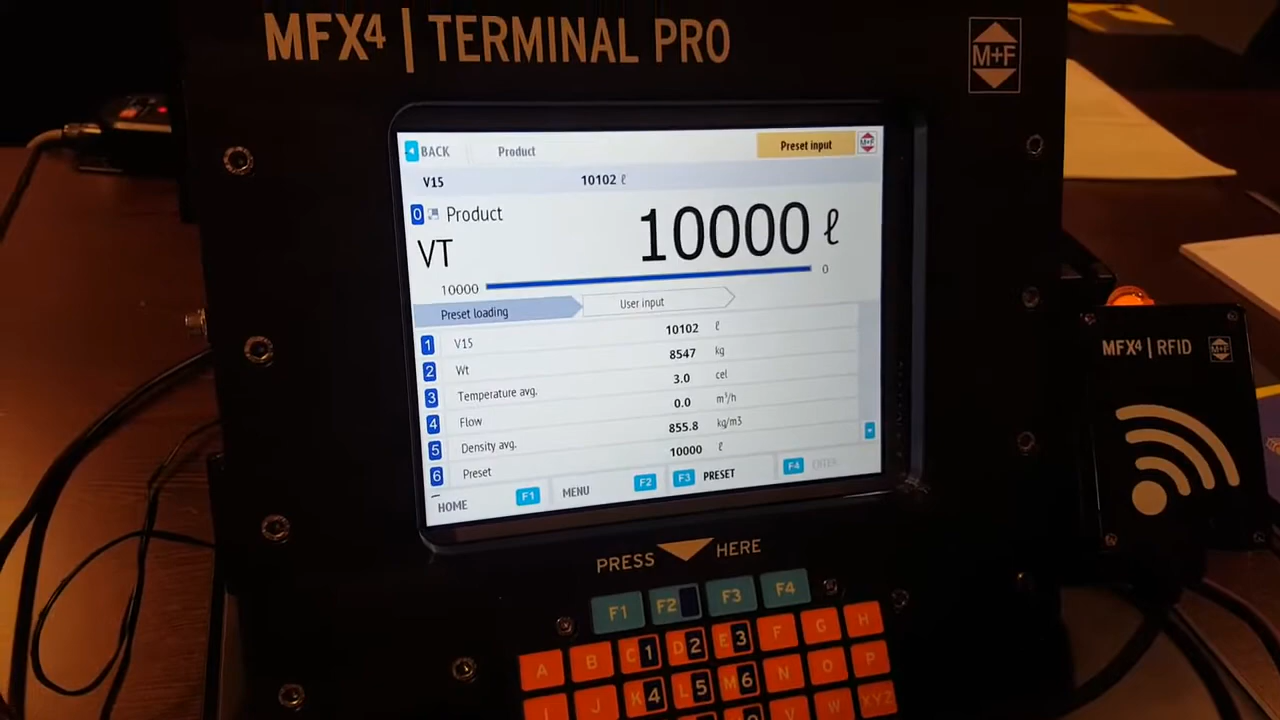 MFX4 | TERMINAL PRO
M+F
BACK Product Preset input M+F
V15 10102 ℓ
0 Product
VT 10000 ℓ
10000 0
Preset loading User input
1 V15 10102 ℓ
2 Wt 8547 kg
3 Temperature avg. 3.0 cel
4 Flow 0.0 m³/h
5 Density avg. 855.8 kg/m3
6 Preset 10000 ℓ
HOME F1 MENU F2 F3 PRESET F4 ENTER
MFX4 | RFID M+F
PRESS HERE
F1 F2 F3 F4
A B C 1 D 2 E 3 F G H
J K 4 L 5 M 6 N O P
V W XYZ